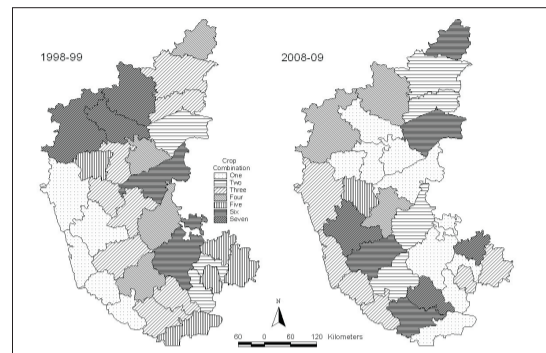 1998-99
2008-09
Crop
Combination
One
Two
Three
Four
Five
Six
Seven
N
60 0 60 120 Kilometers